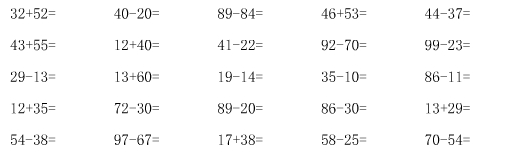 32+52= 40-20= 89-84= 46+53= 44-37=
43+55= 12+40= 41-22= 92-70= 99-23=
29-13= 13+60= 19-14= 35-10= 86-11=
12+35= 72-30= 89-20= 86-30= 13+29=
54-38= 97-67= 17+38= 58-25= 70-54=